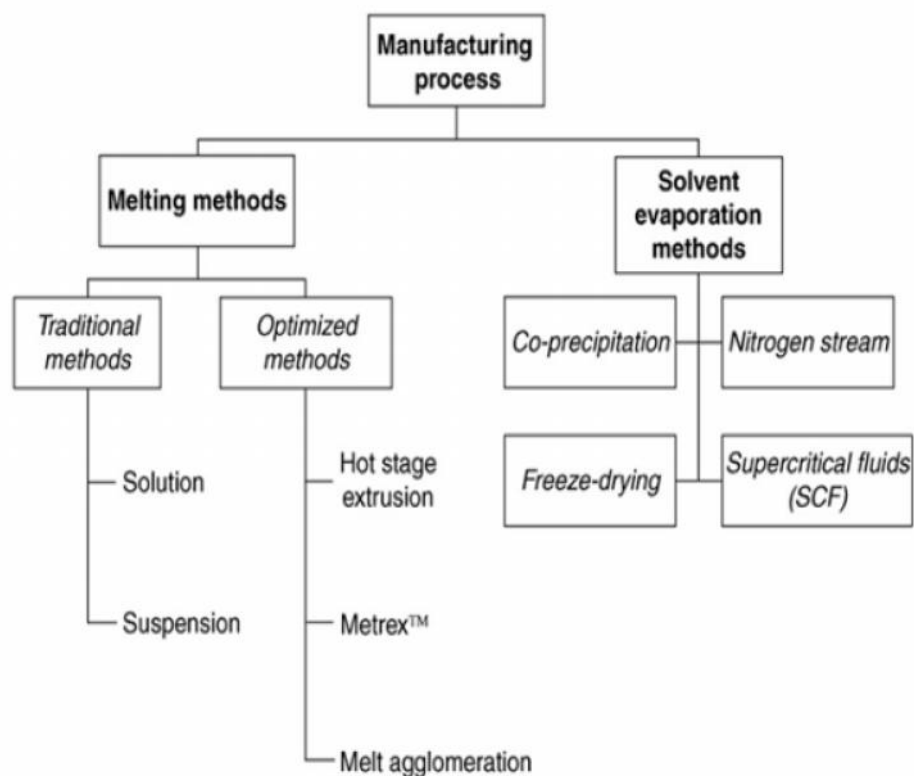 Manufacturing
process
Melting methods
Solvent
evaporation
methods
Traditional
methods
Optimized
methods
Co-precipitation
Nitrogen stream
Solution
Hot stage
extrusion
Freeze-drying
Supercritical fluids
(SCF)
Suspension
Metrex™
Melt agglomeration